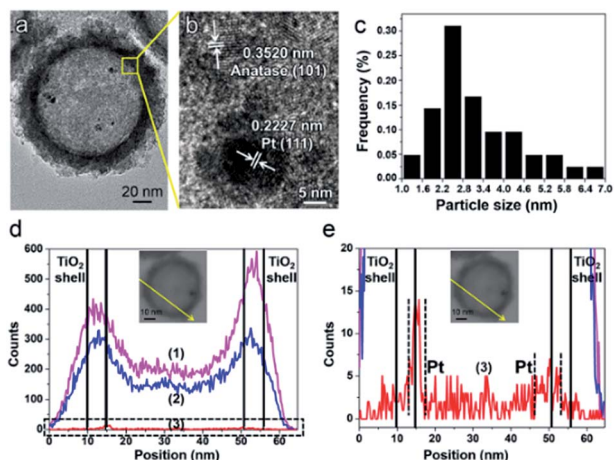 a
20 nm
b
0.3520 nm
Anatase (101)
0.2227 nm
Pt (111)
5 nm
c
Frequency (%)
0.30
0.25
0.20
0.15
0.10
0.05
0.00
1.0 1.6 2.2 2.8 3.4 4.0 4.6 5.2 5.8 6.4 7.0
Particle size (nm)
d
Counts
600
500
400
300
200
100
0
TiO₂
shell
10 nm
TiO₂
shell
(1)
(2)
(3)
0 10 20 30 40 50 60
Position (nm)
e
Counts
20
15
10
5
0
TiO₂
shell
10 nm
TiO₂
shell
Pt
(3)
Pt
0 10 20 30 40 50 60 65
Position (nm)